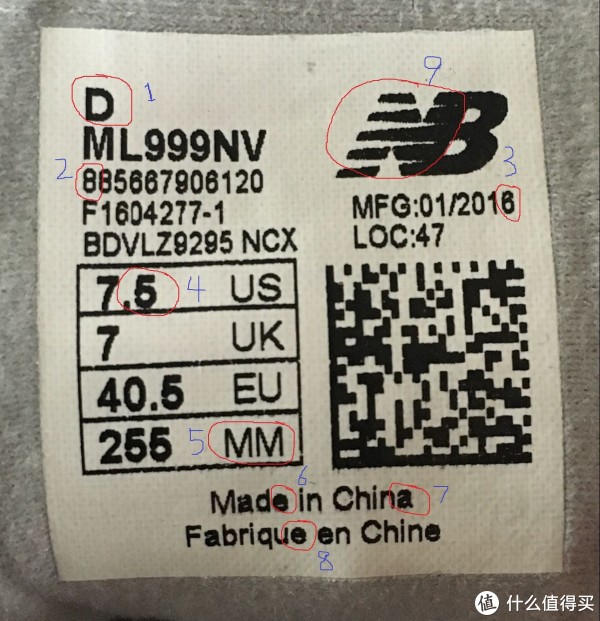 D
1
ML999NV
2
885667906120
F1604277-1
BDVLZ9295 NCX
9
NB
3
MFG:01/2016
LOC:47
7.5 US
4
7 UK
40.5 EU
255 MM
5
6
Made in China
7
Fabrique en Chine
8
值 什么值得买